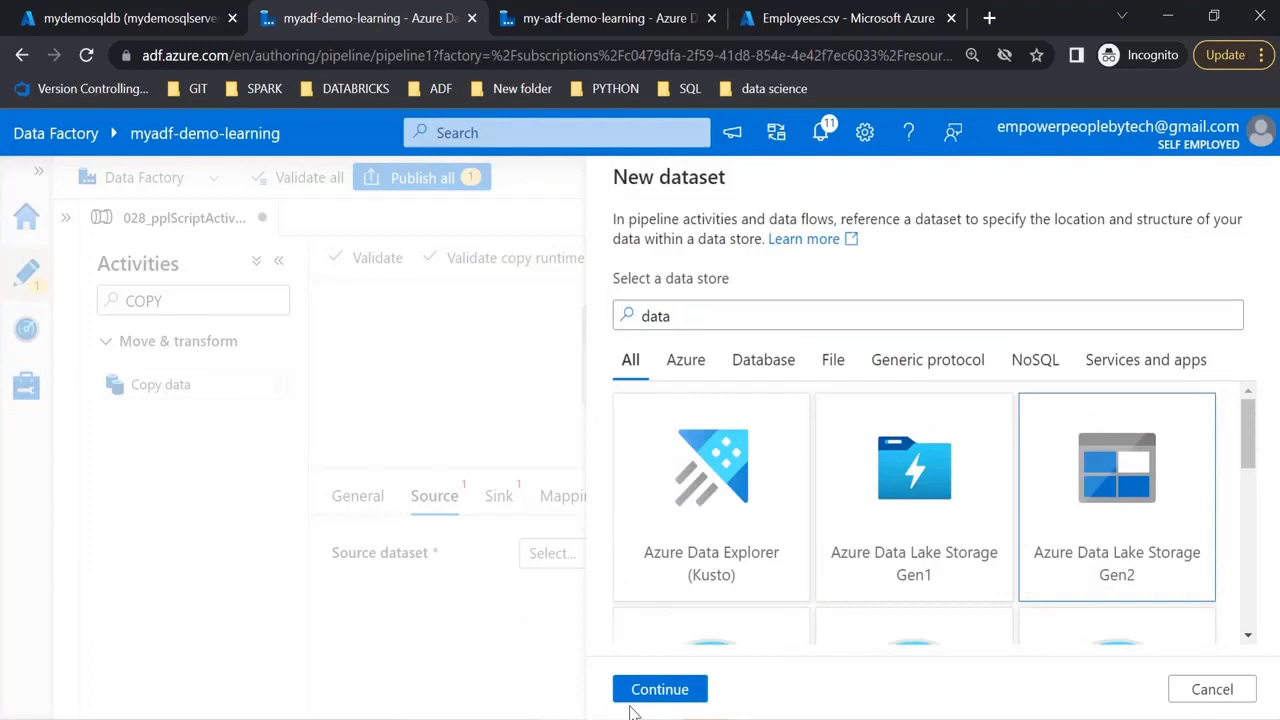 mydemosqldb (mydemosqlserve
myadf-demo-learning - Azure Da
my-adf-demo-learning - Azure D
Employees.csv - Microsoft Azure
adf.azure.com/en/authoring/pipeline/pipeline1?factory=%2Fsubscriptions%2Fc0479dfa-2f59-41d8-854e-4e42f7ec6033%2Fresour...
Incognito
Update
Version Controlling...
GIT
SPARK
DATABRICKS
ADF
New folder
PYTHON
SQL
data science
Data Factory
myadf-demo-learning
Search
11
empowerpeoplebytech@gmail.com
SELF EMPLOYED
Data Factory
Validate all
Publish all 1
028_pplScriptActiv...
Activities
COPY
Move & transform
Copy data
1
Validate
Validate copy runtime
General
Source 1
Sink 1
Mappin
Source dataset *
Select...
New dataset
In pipeline activities and data flows, reference a dataset to specify the location and structure of your
data within a data store. Learn more
Select a data store
data
All
Azure
Database
File
Generic protocol
NoSQL
Services and apps
Azure Data Explorer
(Kusto)
Azure Data Lake Storage
Gen1
Azure Data Lake Storage
Gen2
Continue
Cancel